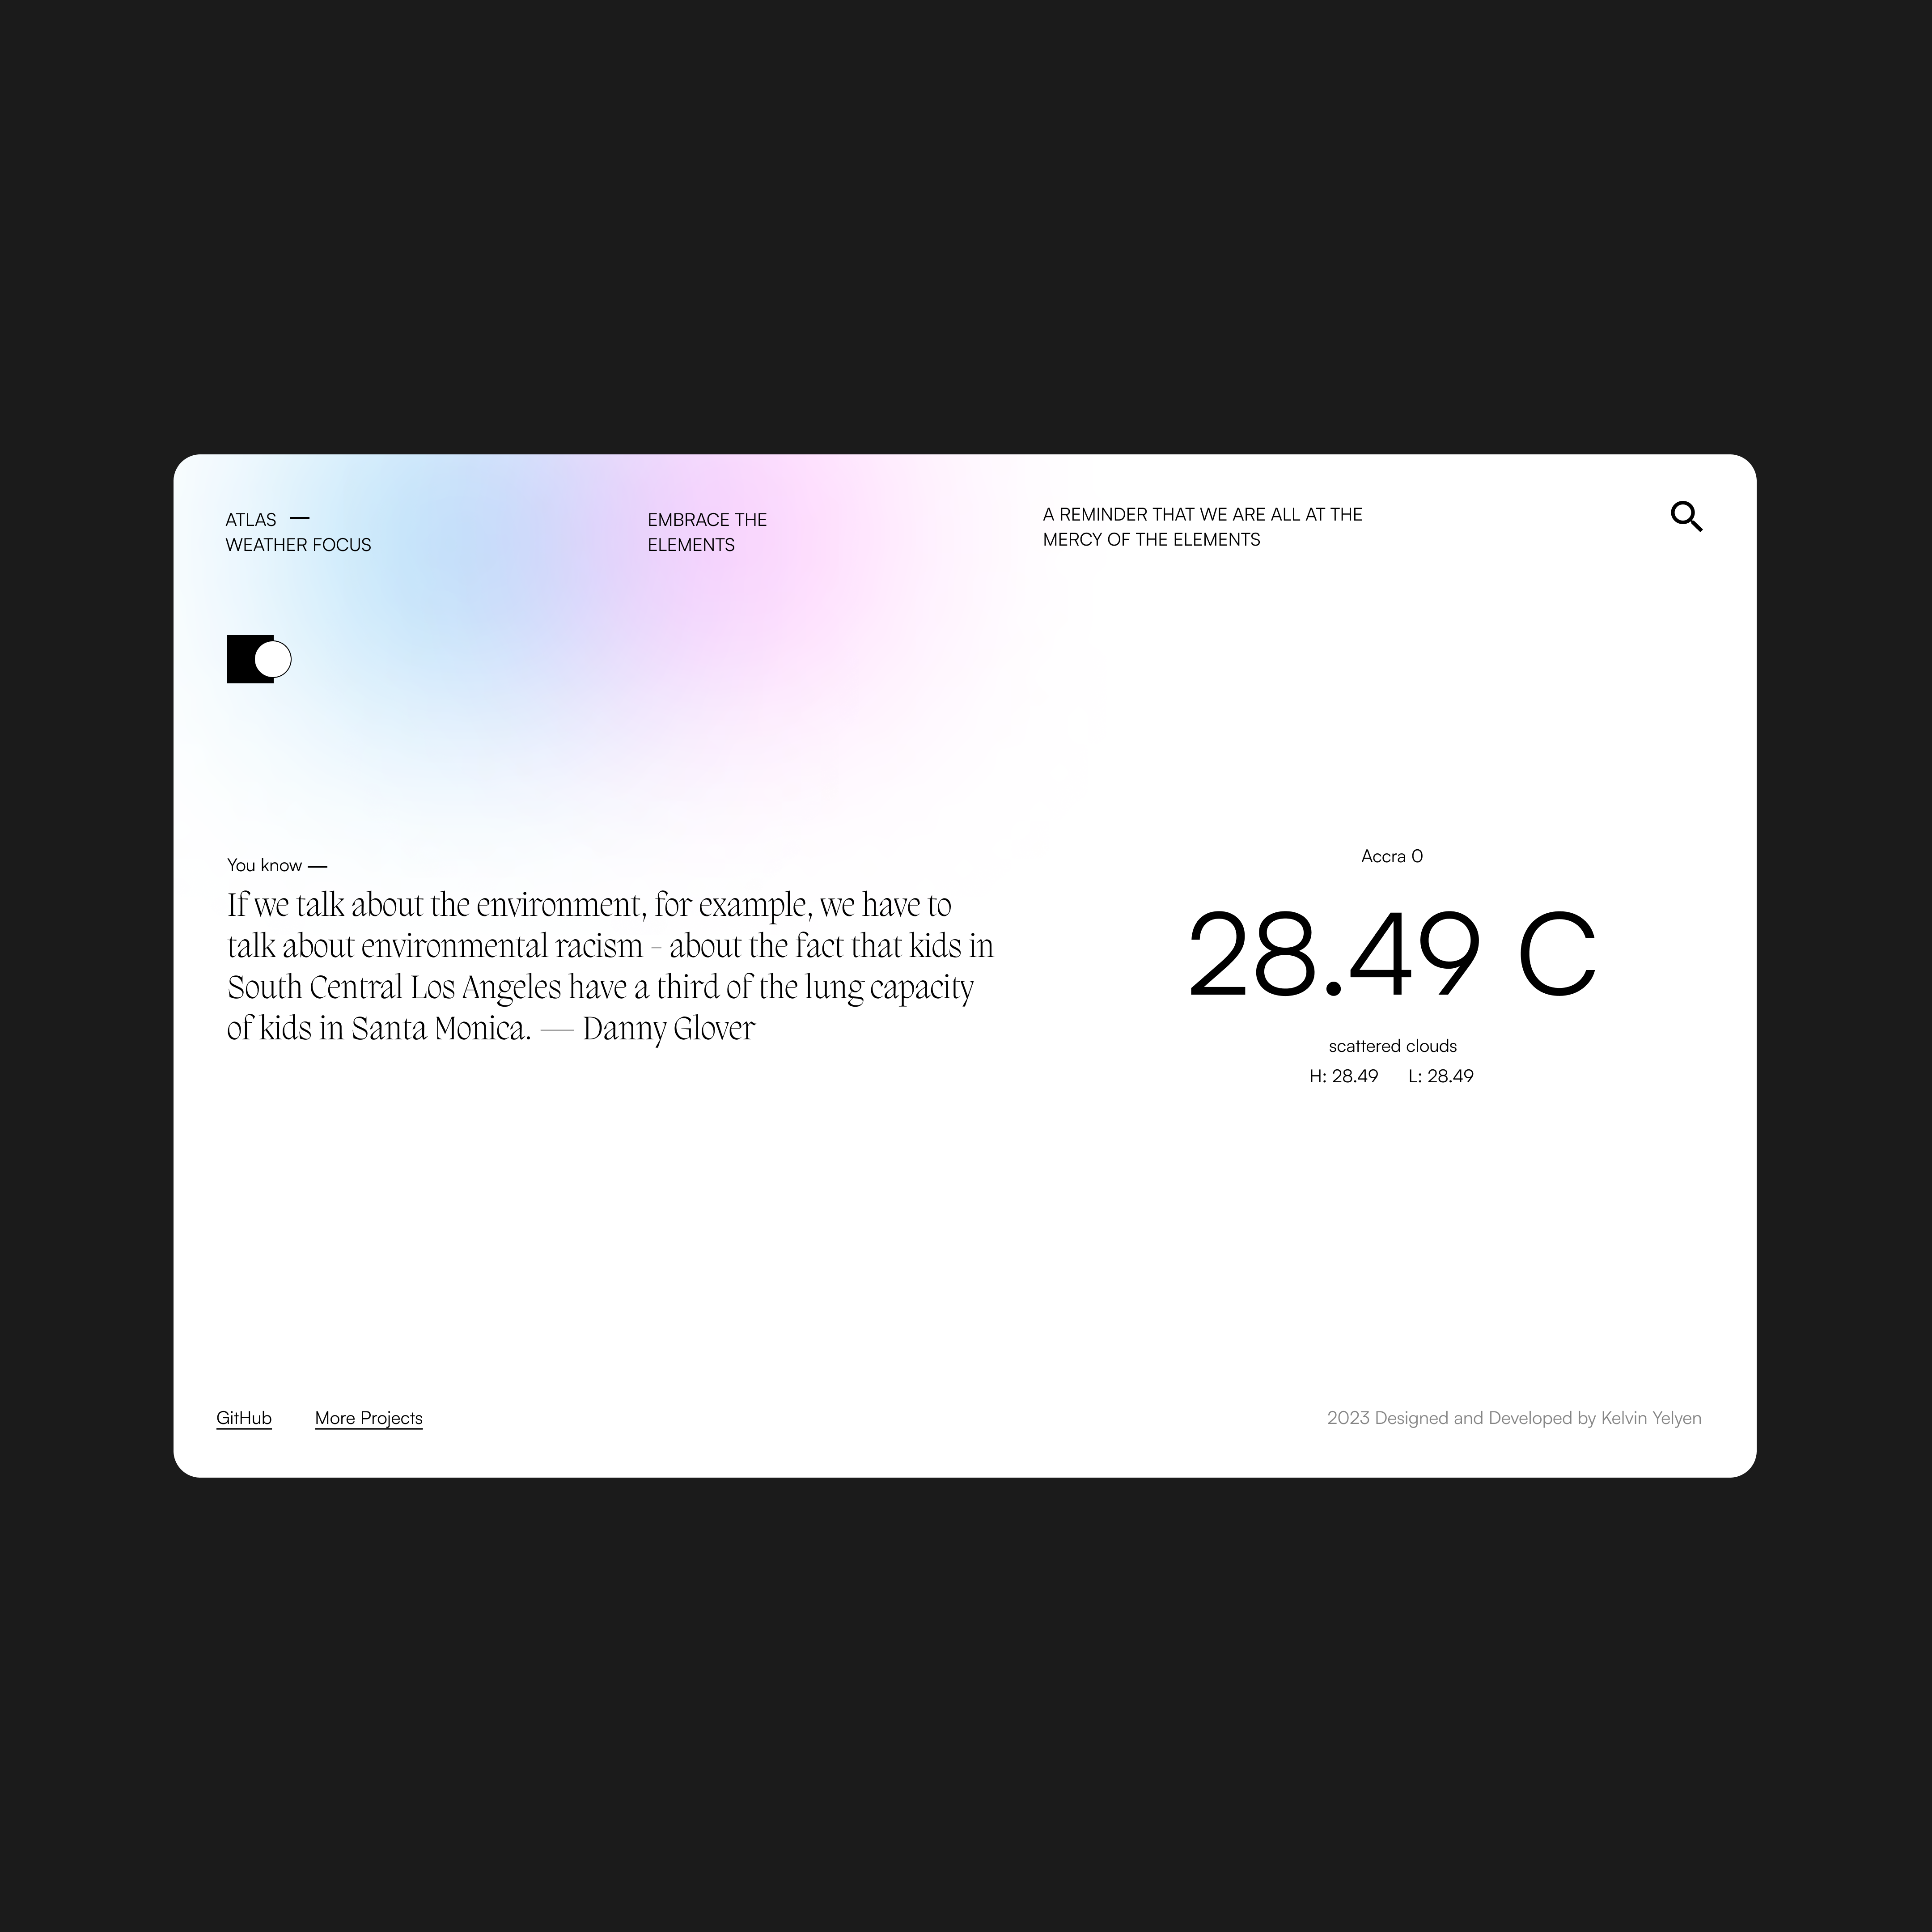 ATLAS —
WEATHER FOCUS
EMBRACE THE
ELEMENTS
A REMINDER THAT WE ARE ALL AT THE
MERCY OF THE ELEMENTS
You know —
If we talk about the environment, for example, we have to
talk about environmental racism - about the fact that kids in
South Central Los Angeles have a third of the lung capacity
of kids in Santa Monica. — Danny Glover
Accra 0
28.49 C
scattered clouds
H: 28.49 L: 28.49
GitHub More Projects
2023 Designed and Developed by Kelvin Yelyen